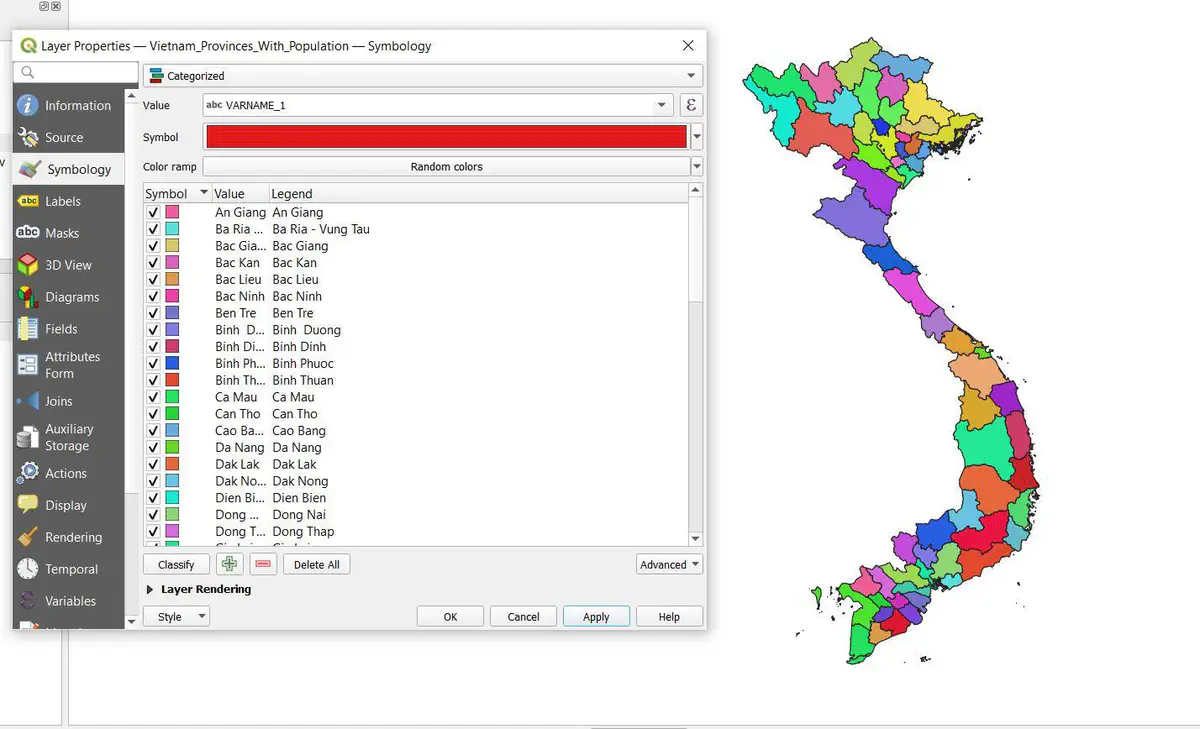 Layer Properties — Vietnam_Provinces_With_Population — Symbology
Information
Source
Symbology
abc Labels
abc Masks
3D View
Diagrams
Fields
Attributes
Form
Joins
Auxiliary
Storage
Actions
Display
Rendering
Temporal
Variables
Categorized
Value abc VARNAME_1 ε
Symbol
Color ramp Random colors
Symbol Value Legend
An Giang An Giang
Ba Ria ... Ba Ria - Vung Tau
Bac Gia... Bac Giang
Bac Kan Bac Kan
Bac Lieu Bac Lieu
Bac Ninh Bac Ninh
Ben Tre Ben Tre
Binh D... Binh Duong
Binh Di... Binh Dinh
Binh Ph... Binh Phuoc
Binh Th... Binh Thuan
Ca Mau Ca Mau
Can Tho Can Tho
Cao Ba... Cao Bang
Da Nang Da Nang
Dak Lak Dak Lak
Dak No... Dak Nong
Dien Bi... Dien Bien
Dong ... Dong Nai
Dong T... Dong Thap
Classify Delete All Advanced
Layer Rendering
Style OK Cancel Apply Help